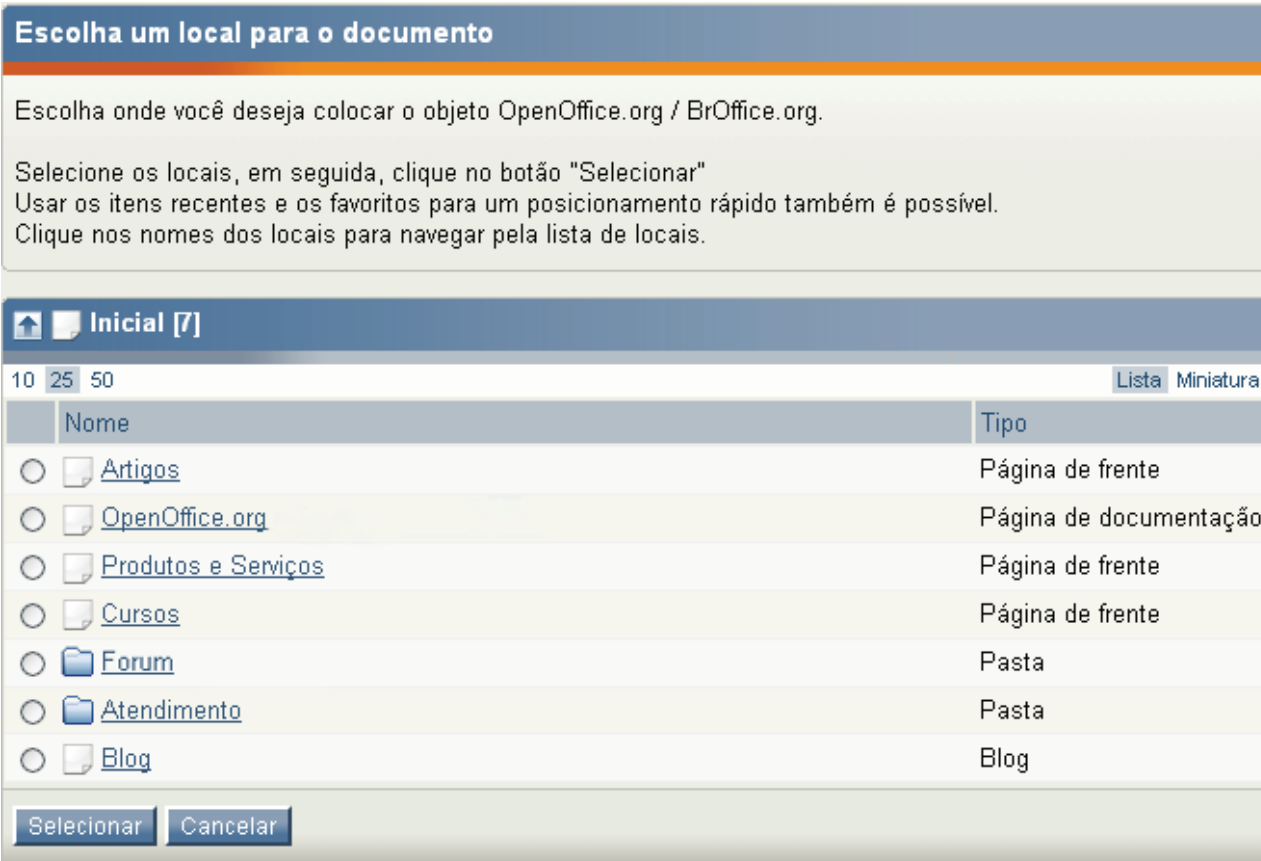 Escolha um local para o documento
Escolha onde você deseja colocar o objeto OpenOffice.org / BrOffice.org.
Selecione os locais, em seguida, clique no botão "Selecionar"
Usar os itens recentes e os favoritos para um posicionamento rápido também é possível.
Clique nos nomes dos locais para navegar pela lista de locais.
Inicial [7]
10 25 50 Lista Miniatura
Nome Tipo
Artigos Página de frente
OpenOffice.org Página de documentação
Produtos e Serviços Página de frente
Cursos Página de frente
Forum Pasta
Atendimento Pasta
Blog Blog
Selecionar Cancelar